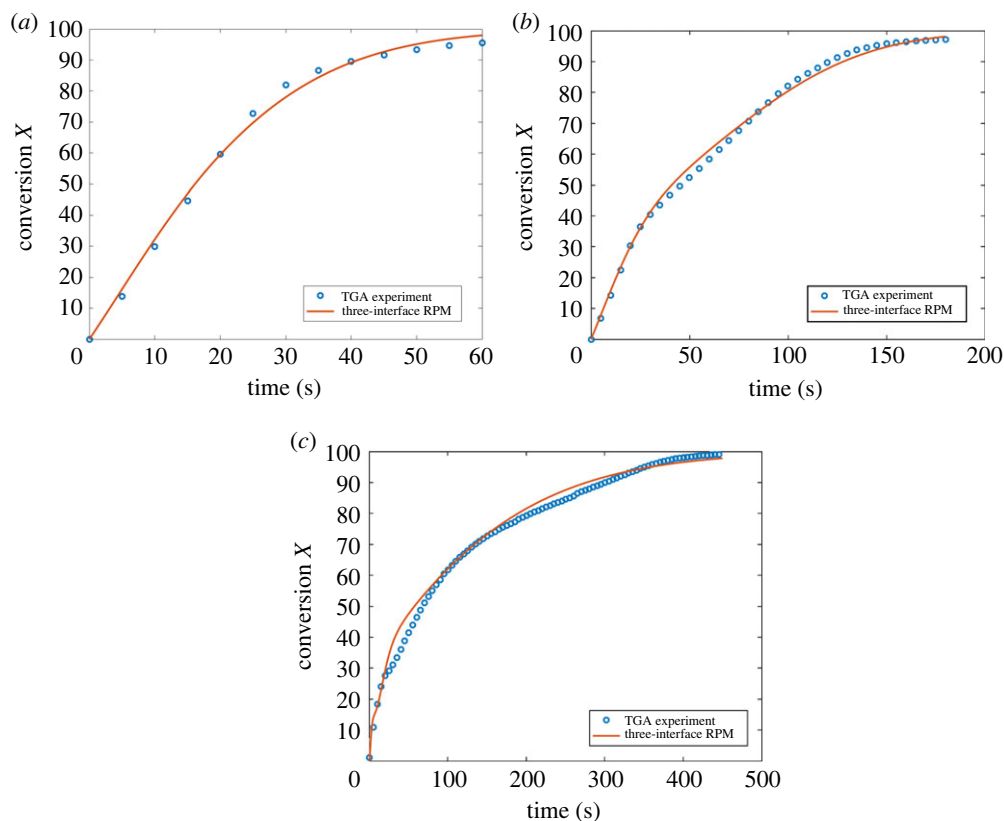 (a)
100
90
80
70
60
50
40
30
20
10
0
10 20 30 40 50 60
conversion X
time (s)
TGA experiment
three-interface RPM
(b)
100
90
80
70
60
50
40
30
20
10
0
50 100 150 200
conversion X
time (s)
TGA experiment
three-interface RPM
(c)
100
90
80
70
60
50
40
30
20
10
0
100 200 300 400 500
conversion X
time (s)
TGA experiment
three-interface RPM